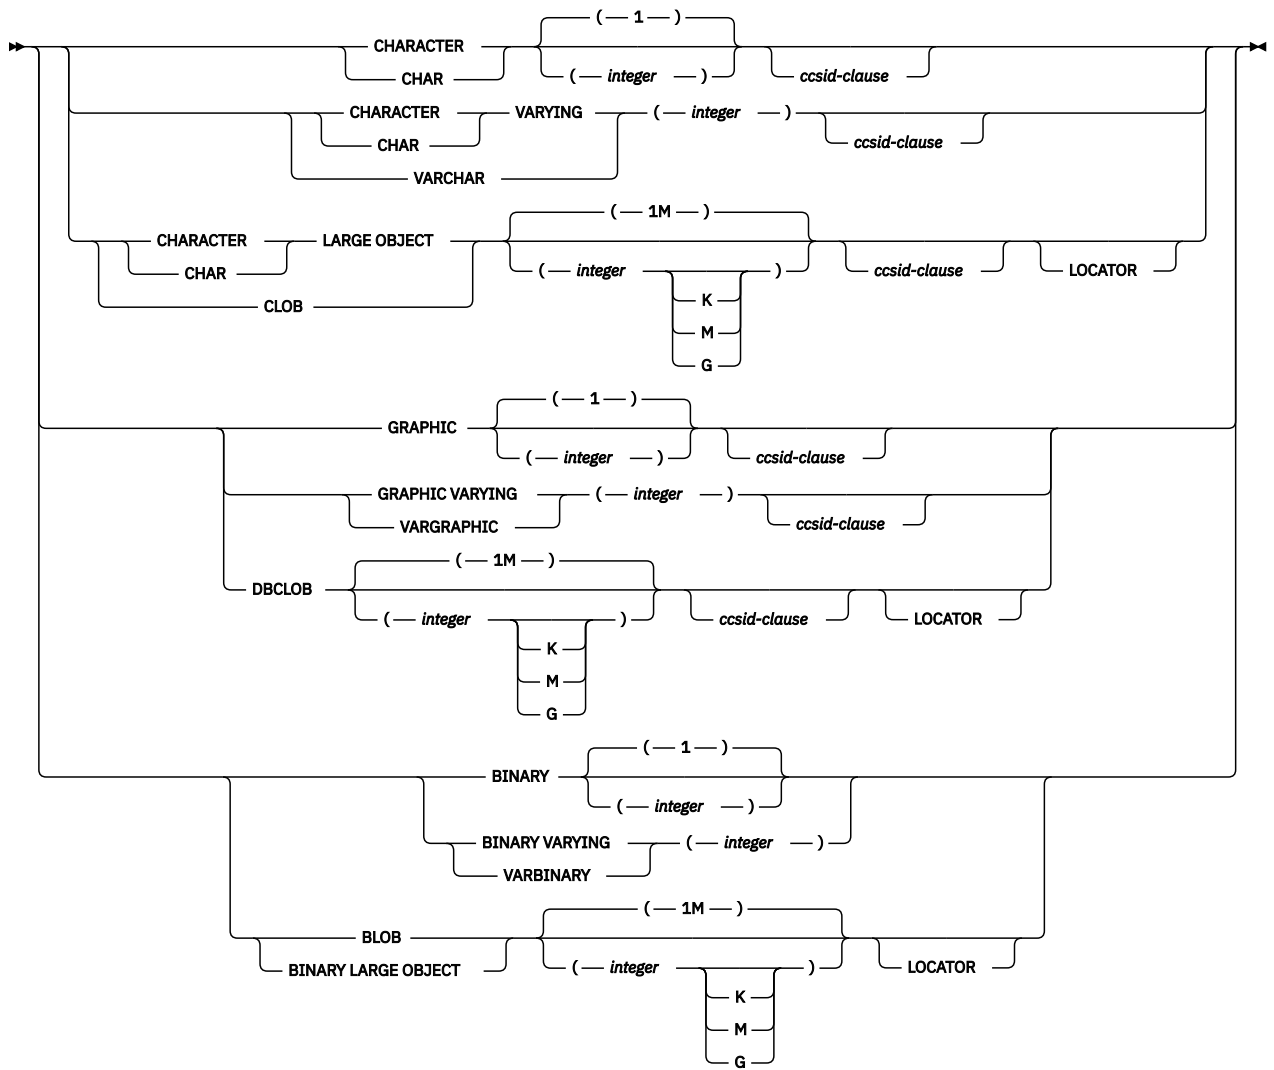 ( 1 )
CHARACTER
CHAR ( integer ) ccsid-clause
CHARACTER VARYING ( integer )
CHAR ccsid-clause
VARCHAR
( 1M )
CHARACTER LARGE OBJECT
CHAR ( integer ) ccsid-clause LOCATOR
K
CLOB
M
G
( 1 )
GRAPHIC
( integer ) ccsid-clause
GRAPHIC VARYING ( integer )
VARGRAPHIC ccsid-clause
( 1M )
DBCLOB
( integer ) ccsid-clause LOCATOR
K
M
G
( 1 )
BINARY
( integer )
BINARY VARYING ( integer )
VARBINARY
( 1M )
BLOB
BINARY LARGE OBJECT ( integer ) LOCATOR
K
M
G